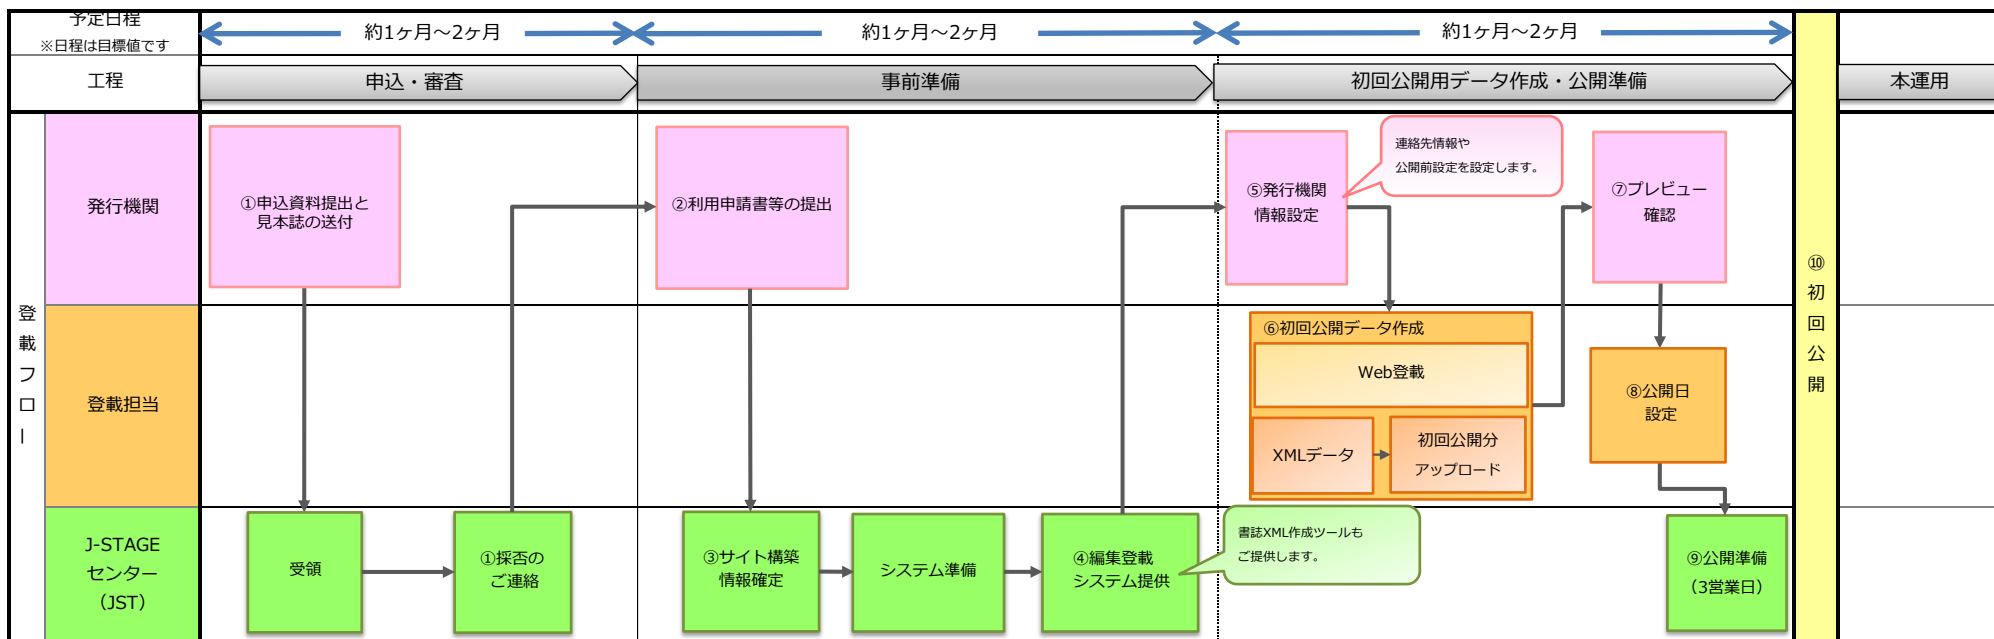 予定日程
※日程は目標値です
約1ヶ月～2ヶ月
約1ヶ月～2ヶ月
約1ヶ月～2ヶ月
工程
申込・審査
事前準備
初回公開用データ作成・公開準備
本運用
登載フロー
発行機関
①申込資料提出と
見本誌の送付
②利用申請書等の提出
⑤発行機関
情報設定
連絡先情報や
公開前設定を設定します。
⑦プレビュー
確認
⑩初回公開
登載担当
⑥初回公開データ作成
Web登載
XMLデータ
初回公開分
アップロード
⑧公開日
設定
J-STAGE
センター
（JST）
受領
①採否の
ご連絡
③サイト構築
情報確定
システム準備
④編集登載
システム提供
書誌XML作成ツールも
ご提供します。
⑨公開準備
（3営業日）